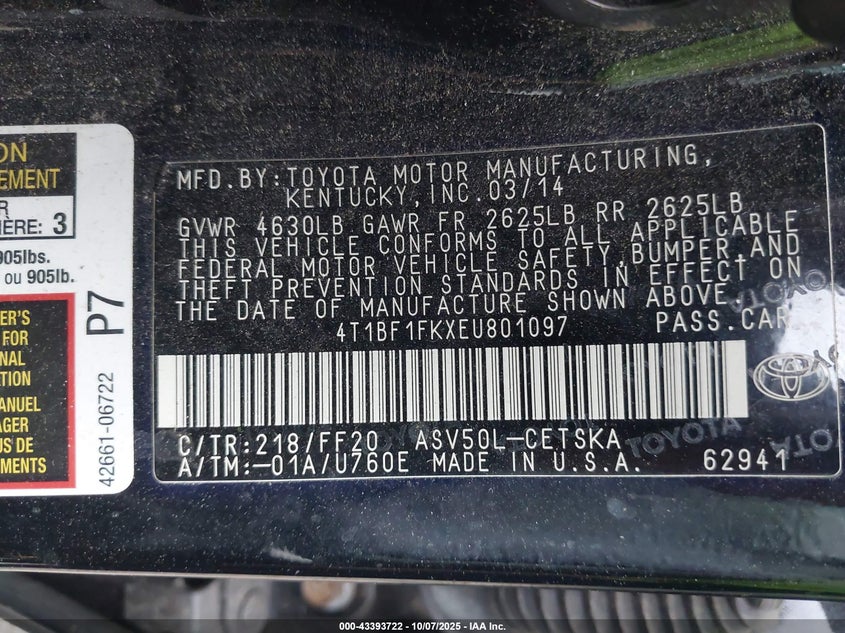 ON
EMENT
R
IÈRE: 3
905lbs.
ou 905lb.
ER'S
FOR
NAL
ATION
ANUEL
AGER
US DE
EMENTS
42661-06722
P7
MFD.BY:TOYOTA MOTOR MANUFACTURING,
KENTUCKY,INC.03/14
GVWR 4630LB GAWR FR 2625LB RR 2625LB
THIS VEHICLE CONFORMS TO ALL APPLICABLE
FEDERAL MOTOR VEHICLE SAFETY,BUMPER,AND
THEFT PREVENTION STANDARDS IN EFFECT ON
THE DATE OF MANUFACTURE SHOWN ABOVE.
4T1BF1FKXEU801097 PASS.CAR
C/TR:218/FF20 ASV50L-CETSKA
A/TM:-01A/U760E MADE IN U.S.A. 62941
TOYOTA
TOYOTA
TOYOTA
000-43393722 - 10/07/2025 - IAA Inc.